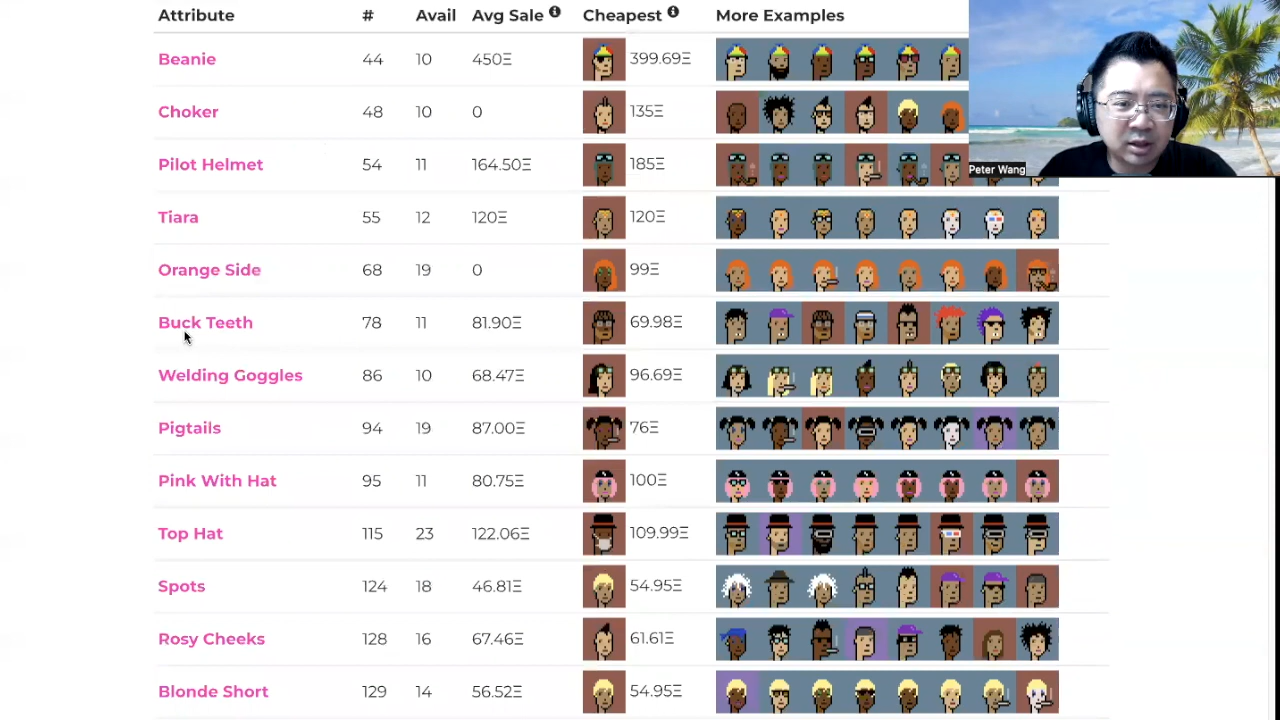 Attribute # Avail Avg Sale Cheapest More Examples
Beanie 44 10 450Ξ 399.69Ξ
Choker 48 10 0 135Ξ
Pilot Helmet 54 11 164.50Ξ 185Ξ
Peter Wang
Tiara 55 12 120Ξ 120Ξ
Orange Side 68 19 0 99Ξ
Buck Teeth 78 11 81.90Ξ 69.98Ξ
Welding Goggles 86 10 68.47Ξ 96.69Ξ
Pigtails 94 19 87.00Ξ 76Ξ
Pink With Hat 95 11 80.75Ξ 100Ξ
Top Hat 115 23 122.06Ξ 109.99Ξ
Spots 124 18 46.81Ξ 54.95Ξ
Rosy Cheeks 128 16 67.46Ξ 61.61Ξ
Blonde Short 129 14 56.52Ξ 54.95Ξ